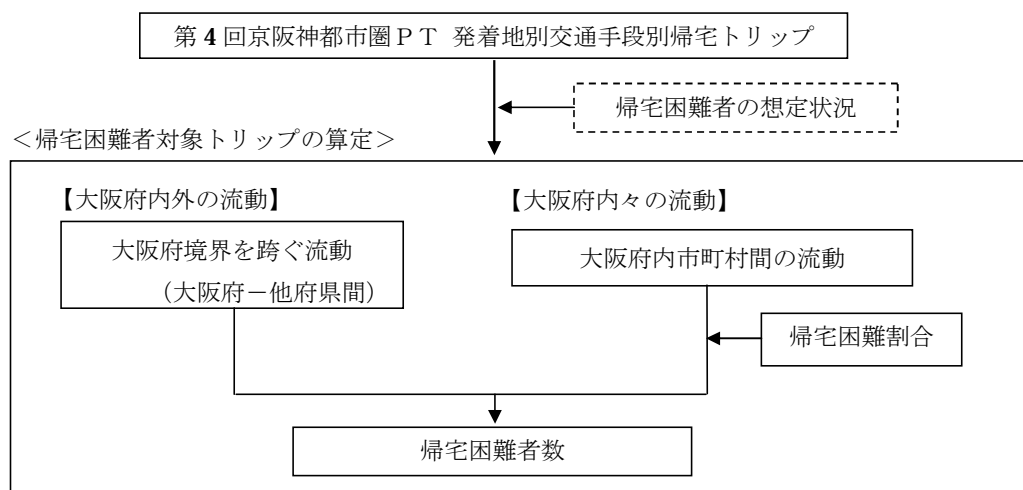 第4回京阪神都市圏ＰＴ 発着地別交通手段別帰宅トリップ
帰宅困難者の想定状況
＜帰宅困難者対象トリップの算定＞
【大阪府内外の流動】
【大阪府内々の流動】
大阪府境界を跨ぐ流動
（大阪府－他府県間）
大阪府内市町村間の流動
帰宅困難割合
帰宅困難者数